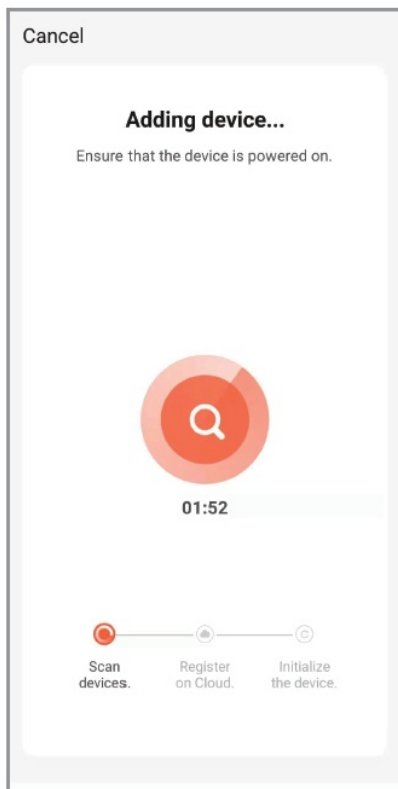 Cancel
Adding device...
Ensure that the device is powered on.
01:52
Scan
devices.
Register
on Cloud.
Initialize
the device.